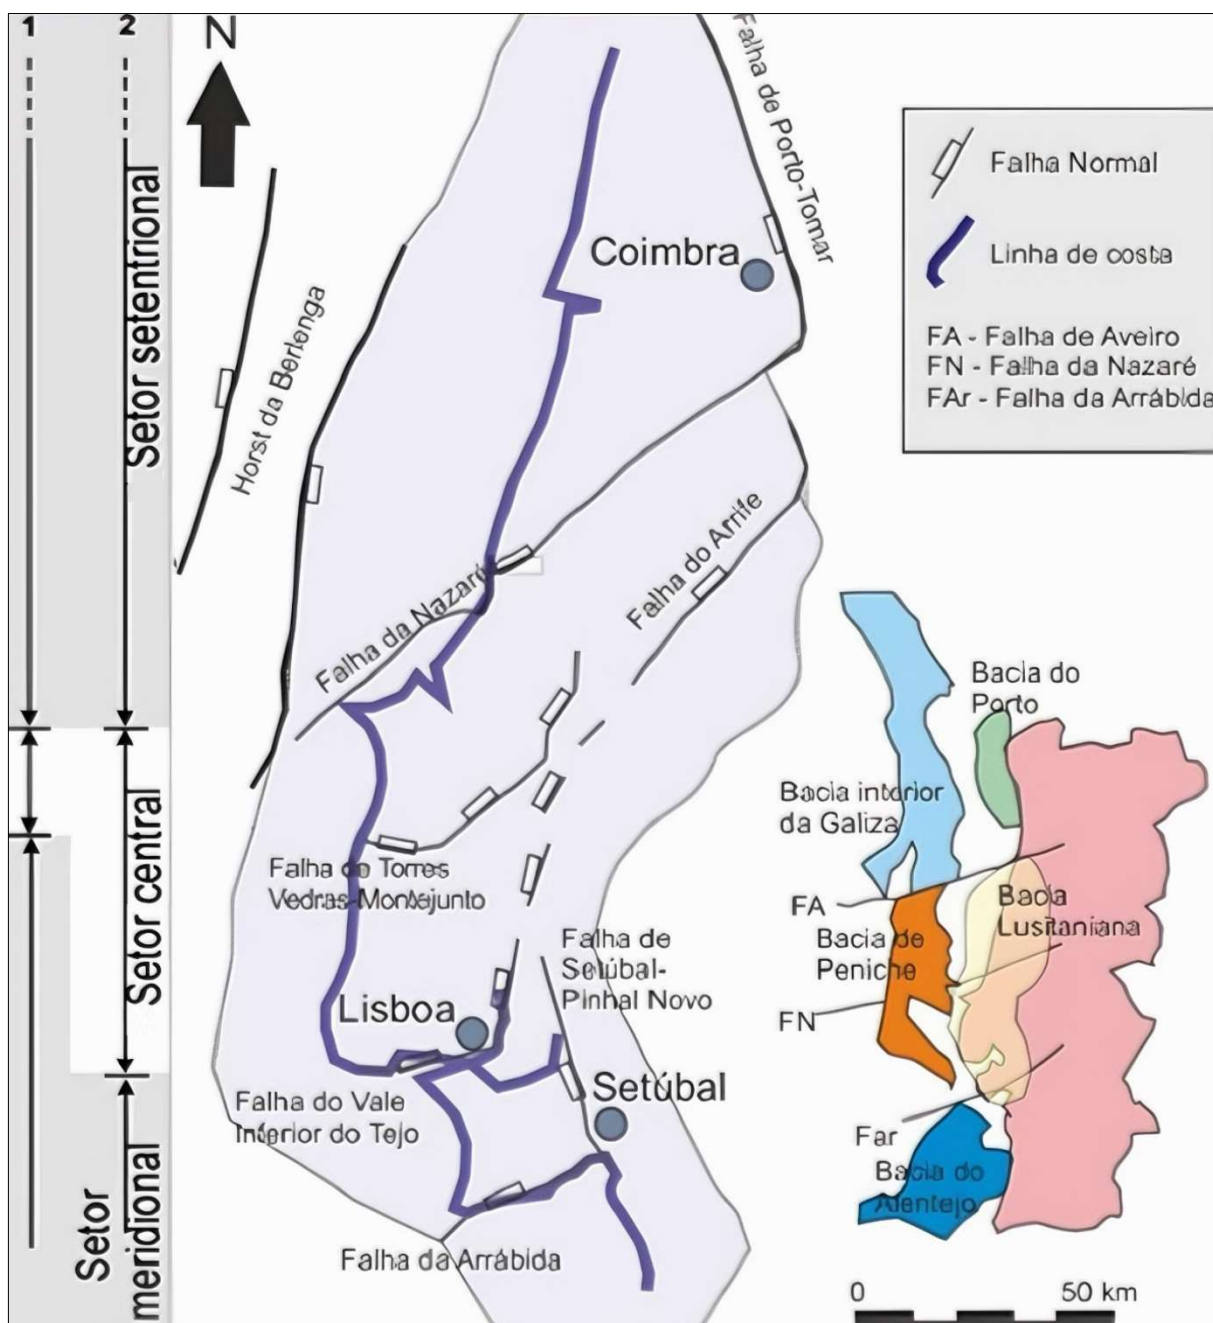 1
2
N
Setor setentrional
Setor central
Setor
meridional
Horst da Berlenga
Falha de Porto-Tomar
Coimbra
Falha da Nazaré
Falha do Arrife
Falha de Torres
Vedras-Montejunto
Falha de
Setúbal-
Pinhal Novo
Lisboa
Setúbal
Falha do Vale
Inferior do Tejo
Falha da Arrábida
Falha Normal
Linha de costa
FA - Falha de Aveiro
FN - Falha da Nazaré
FAr - Falha da Arrábida
Bacia do
Porto
Bacia interior
da Galiza
FA
Bacia
Lusitaniana
Bacia de
Peniche
FN
Far
Bacia do
Alentejo
0 50 km